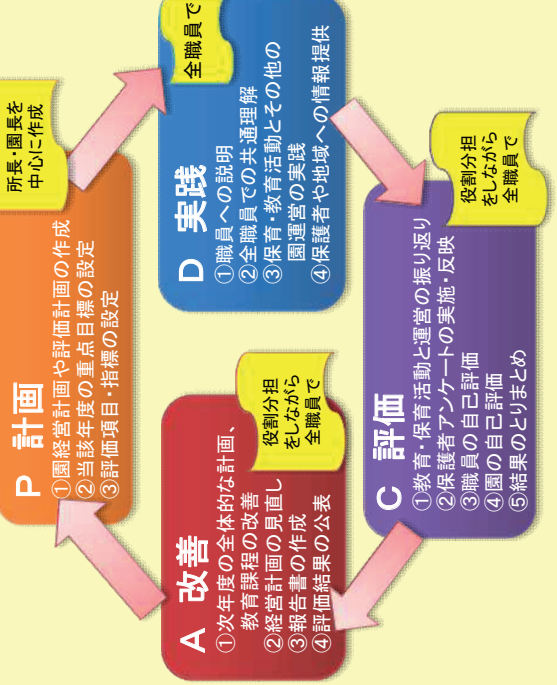 P 計画
①園経営計画や評価計画の作成
②当該年度の重点目標の設定
③評価項目・指標の設定
所長・園長を
中心に作成
D 実践
①職員への説明
②全職員での共通理解
③保育・教育活動とその他の
園運営の実践
④保護者や地域への情報提供
全職員で
C 評価
①教育・保育活動と運営の振り返り
②保護者アンケートの実施・反映
③職員の自己評価
④園の自己評価
⑤結果のとりまとめ
役割分担
をしながら
全職員で
A 改善
①次年度の全体的な計画、
教育課程の改善
②経営計画の見直し
③報告書の作成
④評価結果の公表
役割分担
をしながら
全職員で